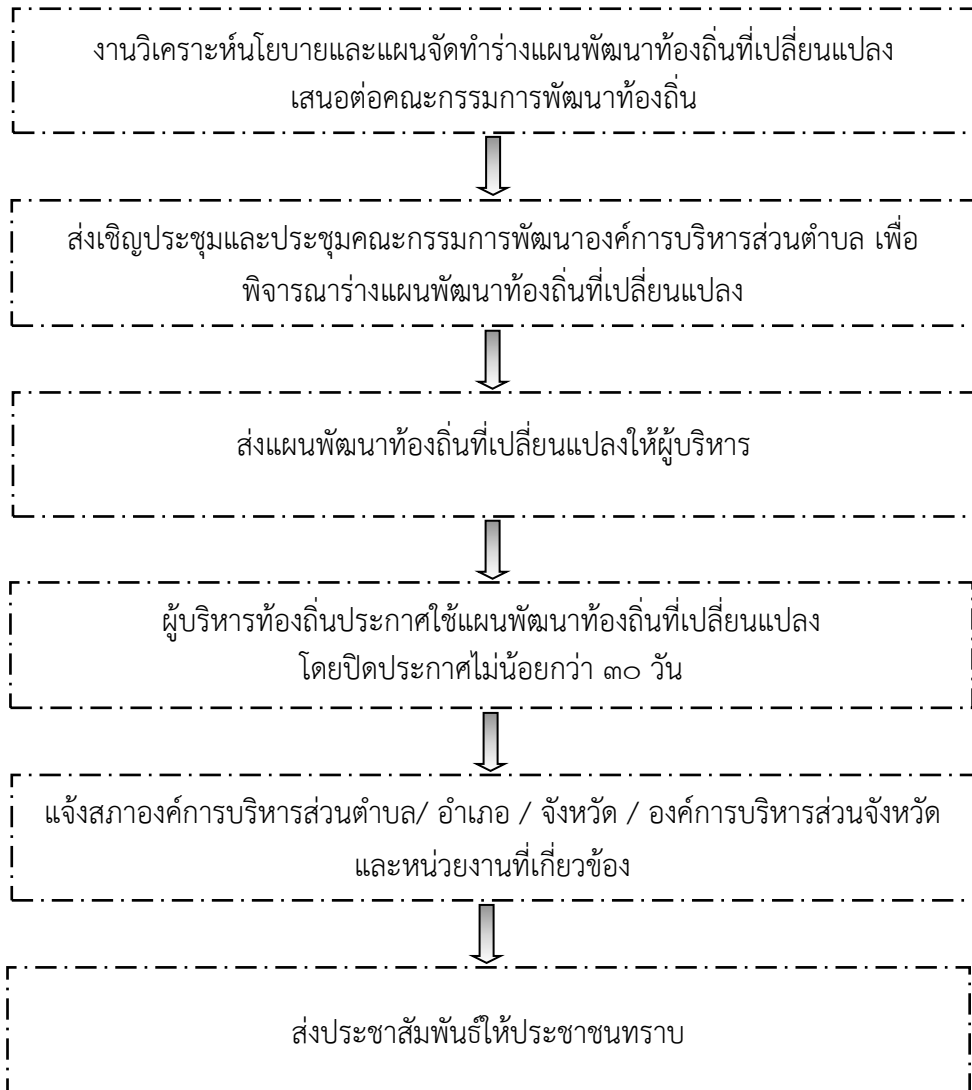 งานวิเคราะห์นโยบายและแผนจัดทำร่างแผนพัฒนาท้องถิ่นที่เปลี่ยนแปลง
เสนอต่อคณะกรรมการพัฒนาท้องถิ่น
ส่งเชิญประชุมและประชุมคณะกรรมการพัฒนาองค์การบริหารส่วนตำบล เพื่อ
พิจารณาร่างแผนพัฒนาท้องถิ่นที่เปลี่ยนแปลง
ส่งแผนพัฒนาท้องถิ่นที่เปลี่ยนแปลงให้ผู้บริหาร
ผู้บริหารท้องถิ่นประกาศใช้แผนพัฒนาท้องถิ่นที่เปลี่ยนแปลง
โดยปิดประกาศไม่น้อยกว่า ๓๐ วัน
แจ้งสภาองค์การบริหารส่วนตำบล/ อำเภอ / จังหวัด / องค์การบริหารส่วนจังหวัด
และหน่วยงานที่เกี่ยวข้อง
ส่งประชาสัมพันธ์ให้ประชาชนทราบ